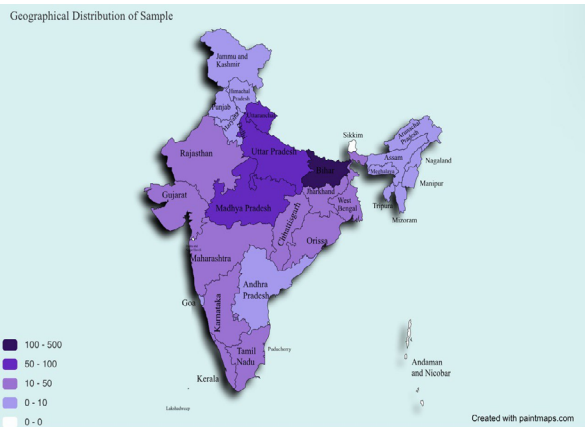 Geographical Distribution of Sample
Jammu and
Kashmir
Himachal
Pradesh
Punjab
Haryana
Uttaranchal
Rajasthan
Uttar Pradesh
Bihar
Sikkim
Arunachal
Pradesh
Assam
Nagaland
Meghalaya
Manipur
Tripura
Mizoram
Gujarat
Madhya Pradesh
Jharkhand
West
Bengal
Chhattisgarh
Orissa
Maharashtra
Andhra
Pradesh
Goa
Karnataka
Tamil
Nadu
Puducherry
Kerala
Lakshadweep
Andaman
and Nicobar
100 - 500
50 - 100
10 - 50
0 - 10
0 - 0
Created with paintmaps.com